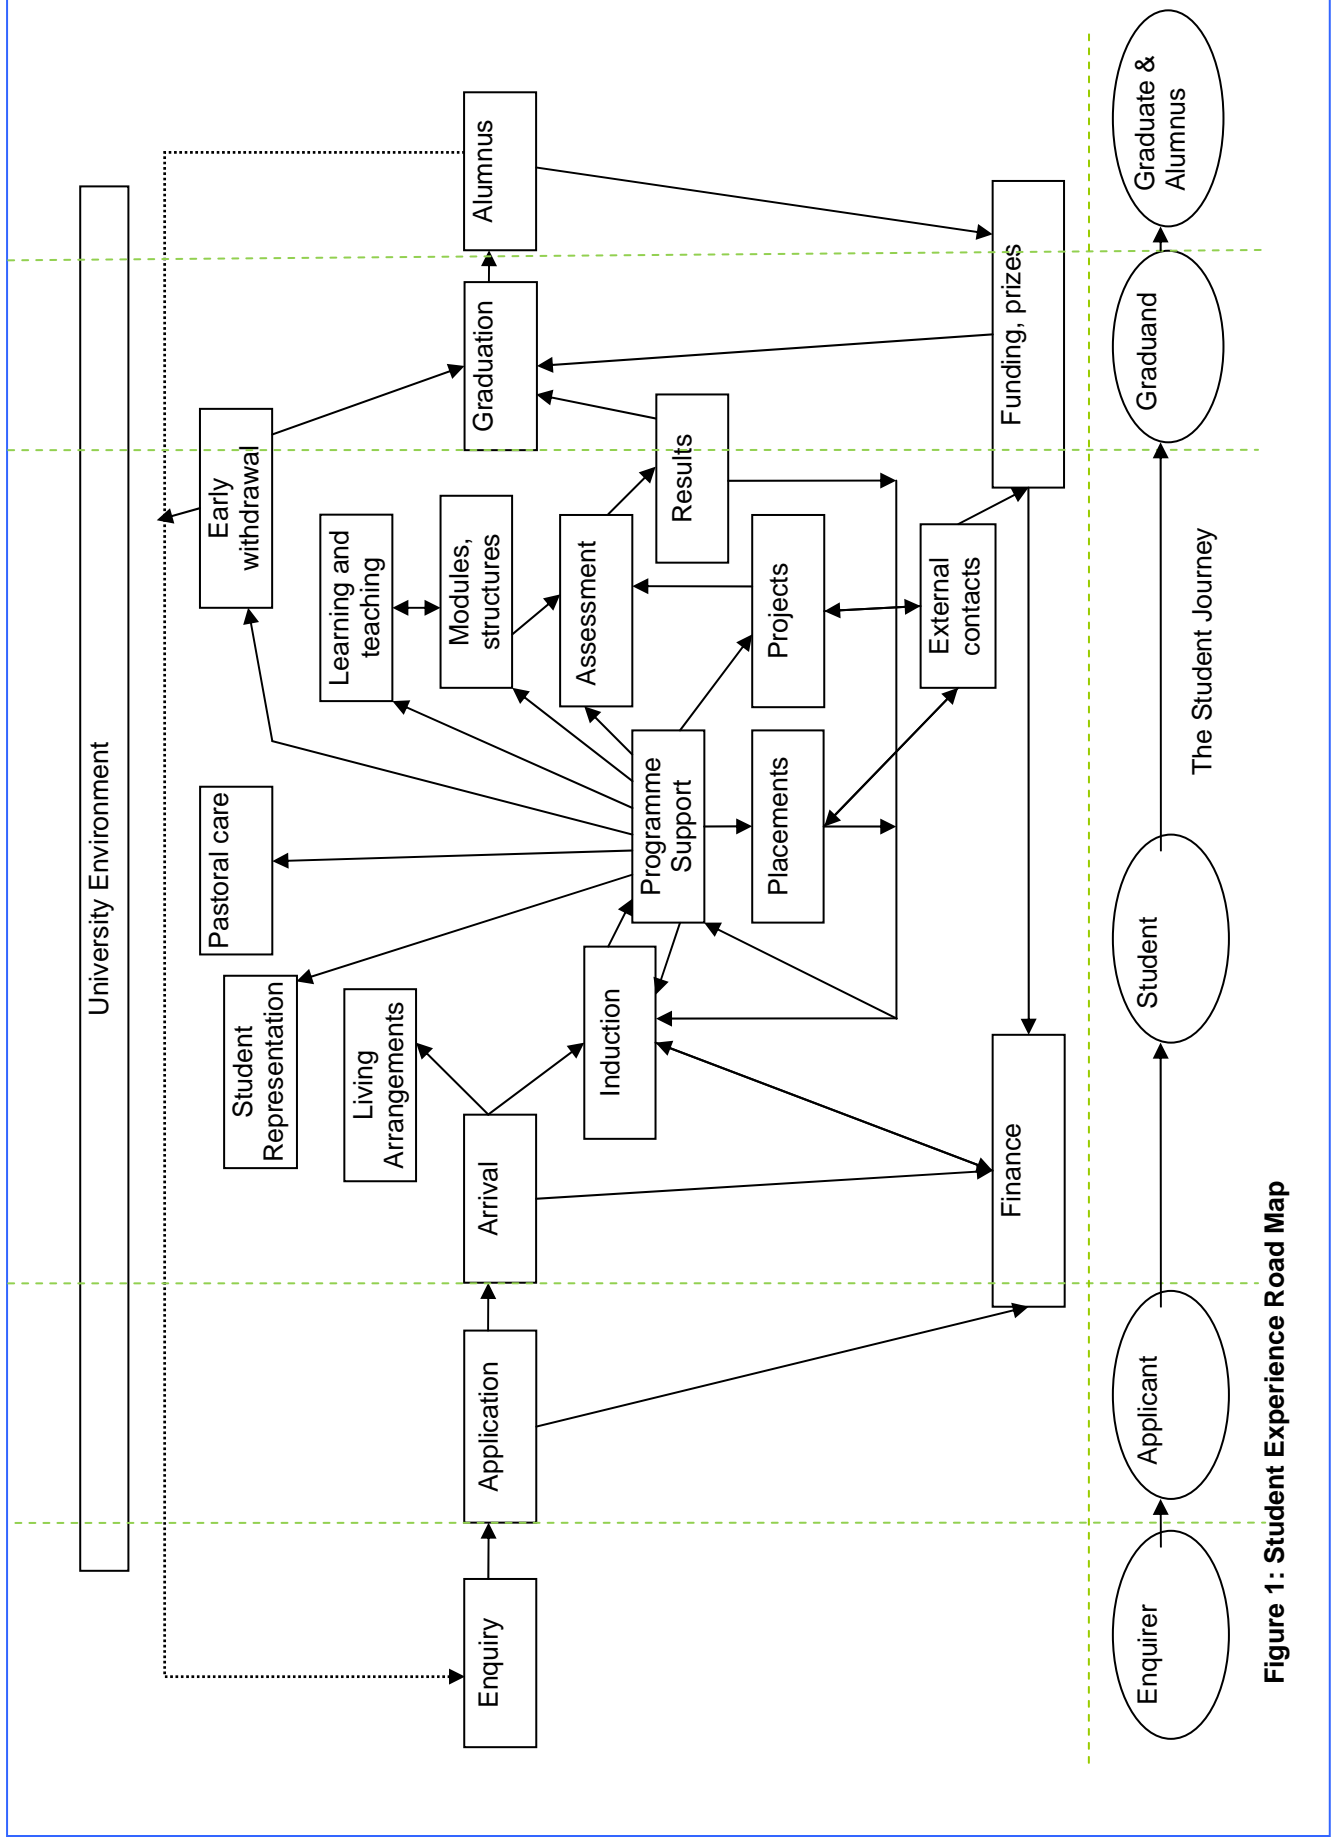 University Environment
Early
withdrawal
Pastoral care
Student
Representation
Learning and
teaching
Living
Arrangements
Modules,
structures
Enquiry
Application
Arrival
Graduation
Alumnus
Assessment
Induction
Programme
Support
Results
Placements
Projects
External
contacts
Finance
Funding, prizes
Enquirer
Applicant
Student
Graduand
Graduate &
Alumnus
The Student Journey
Figure 1: Student Experience Road Map